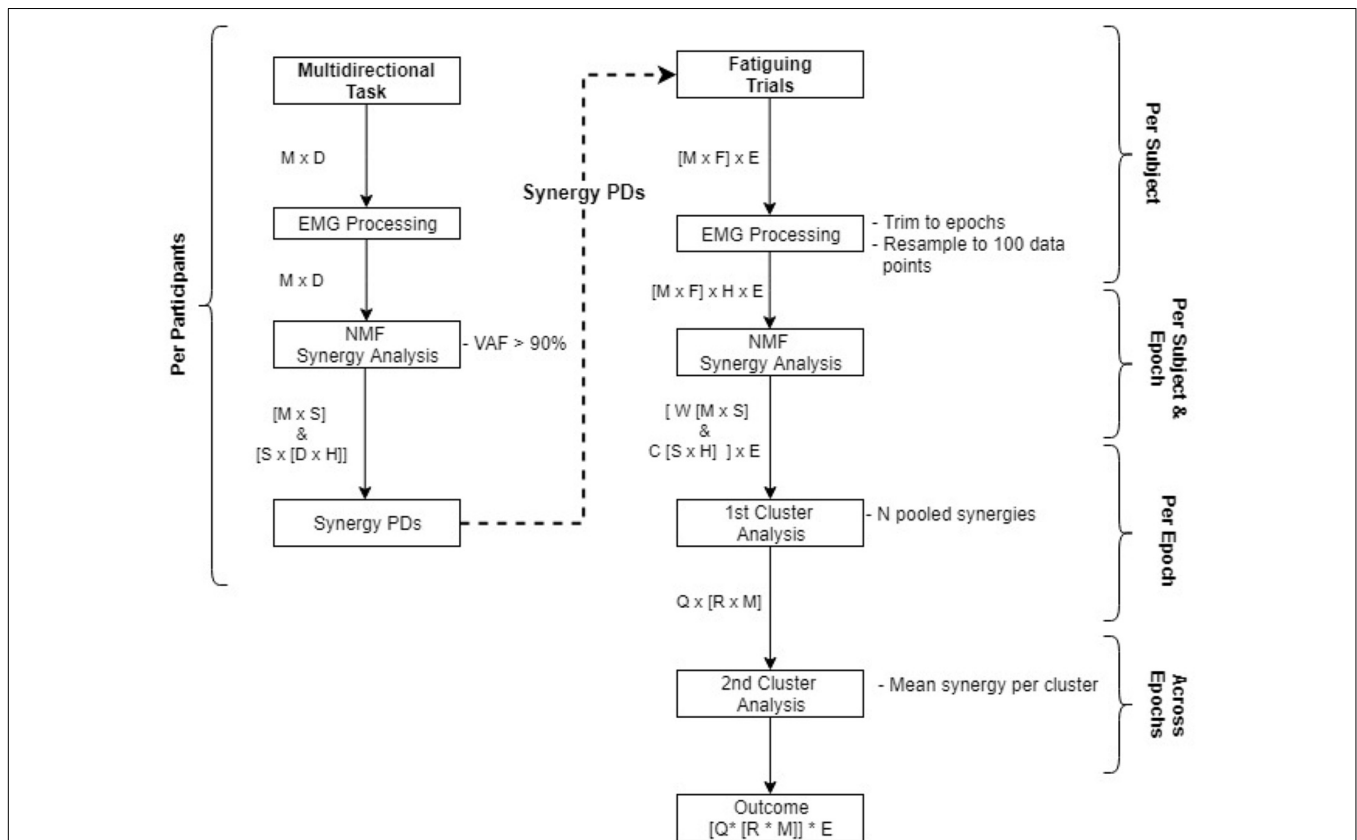 Multidirectional
Task
M x D
EMG Processing
M x D
NMF
Synergy Analysis
- VAF > 90%
[M x S]
&
[S x [D x H]]
Synergy PDs
Per Participants
Synergy PDs
Fatiguing
Trials
[M x F] x E
EMG Processing
- Trim to epochs
- Resample to 100 data
points
[M x F] x H x E
NMF
Synergy Analysis
[ W [M x S]
&
C [S x H] ] x E
1st Cluster
Analysis
- N pooled synergies
Q x [R x M]
2nd Cluster
Analysis
- Mean synergy per cluster
Outcome
[Q* [R * M]] * E
Per Subject
Per Subject &
Epoch
Per Epoch
Across
Epochs